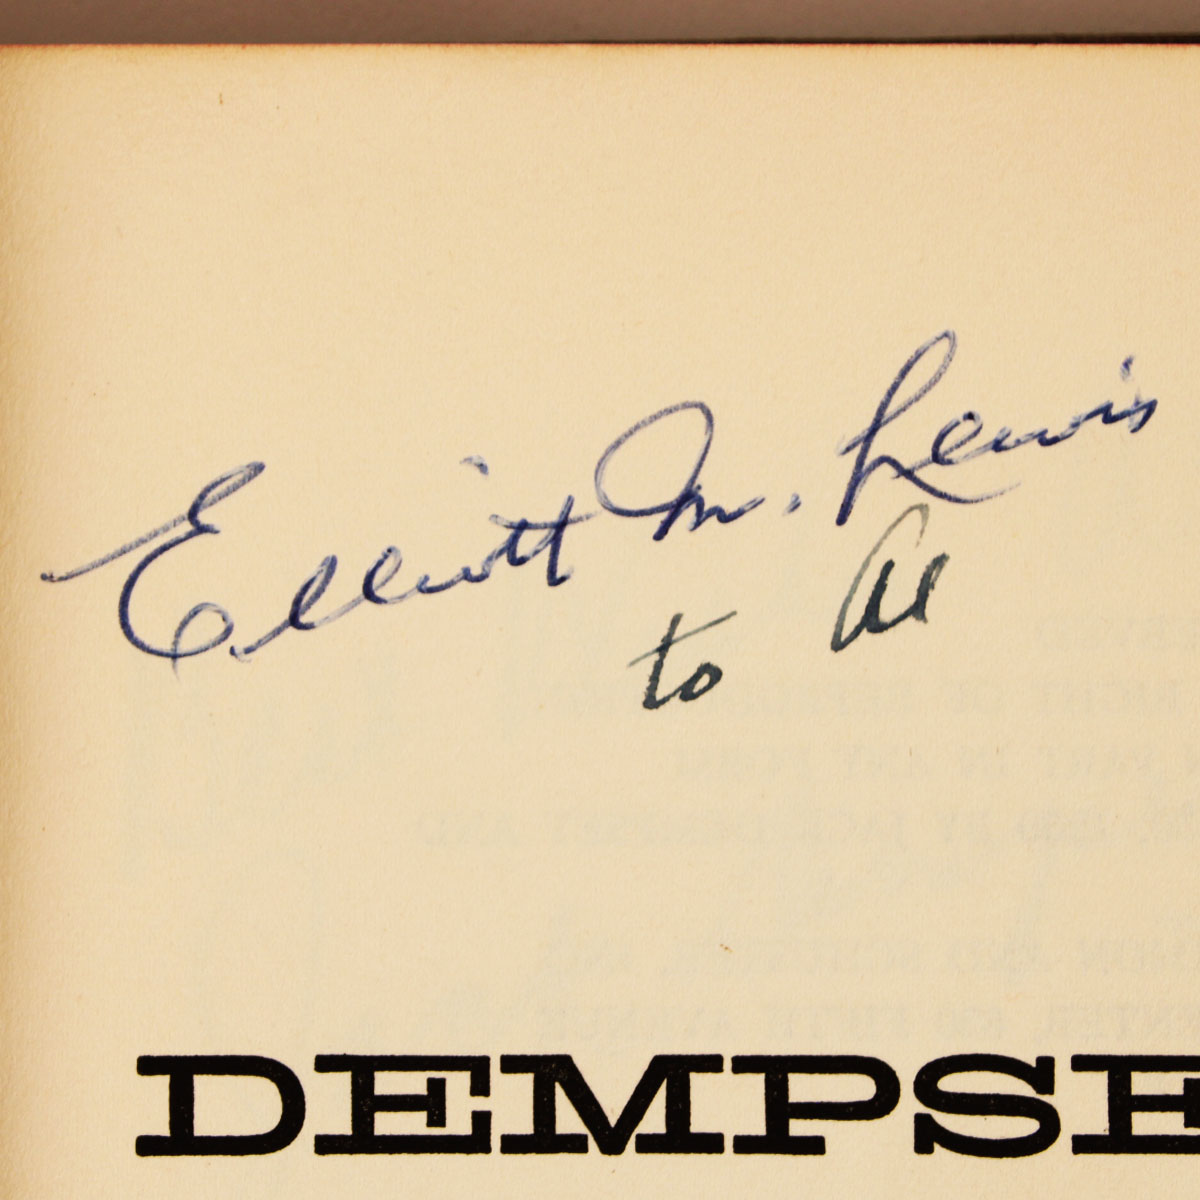 Elliott M. Lewis
to Al
DEMPSE